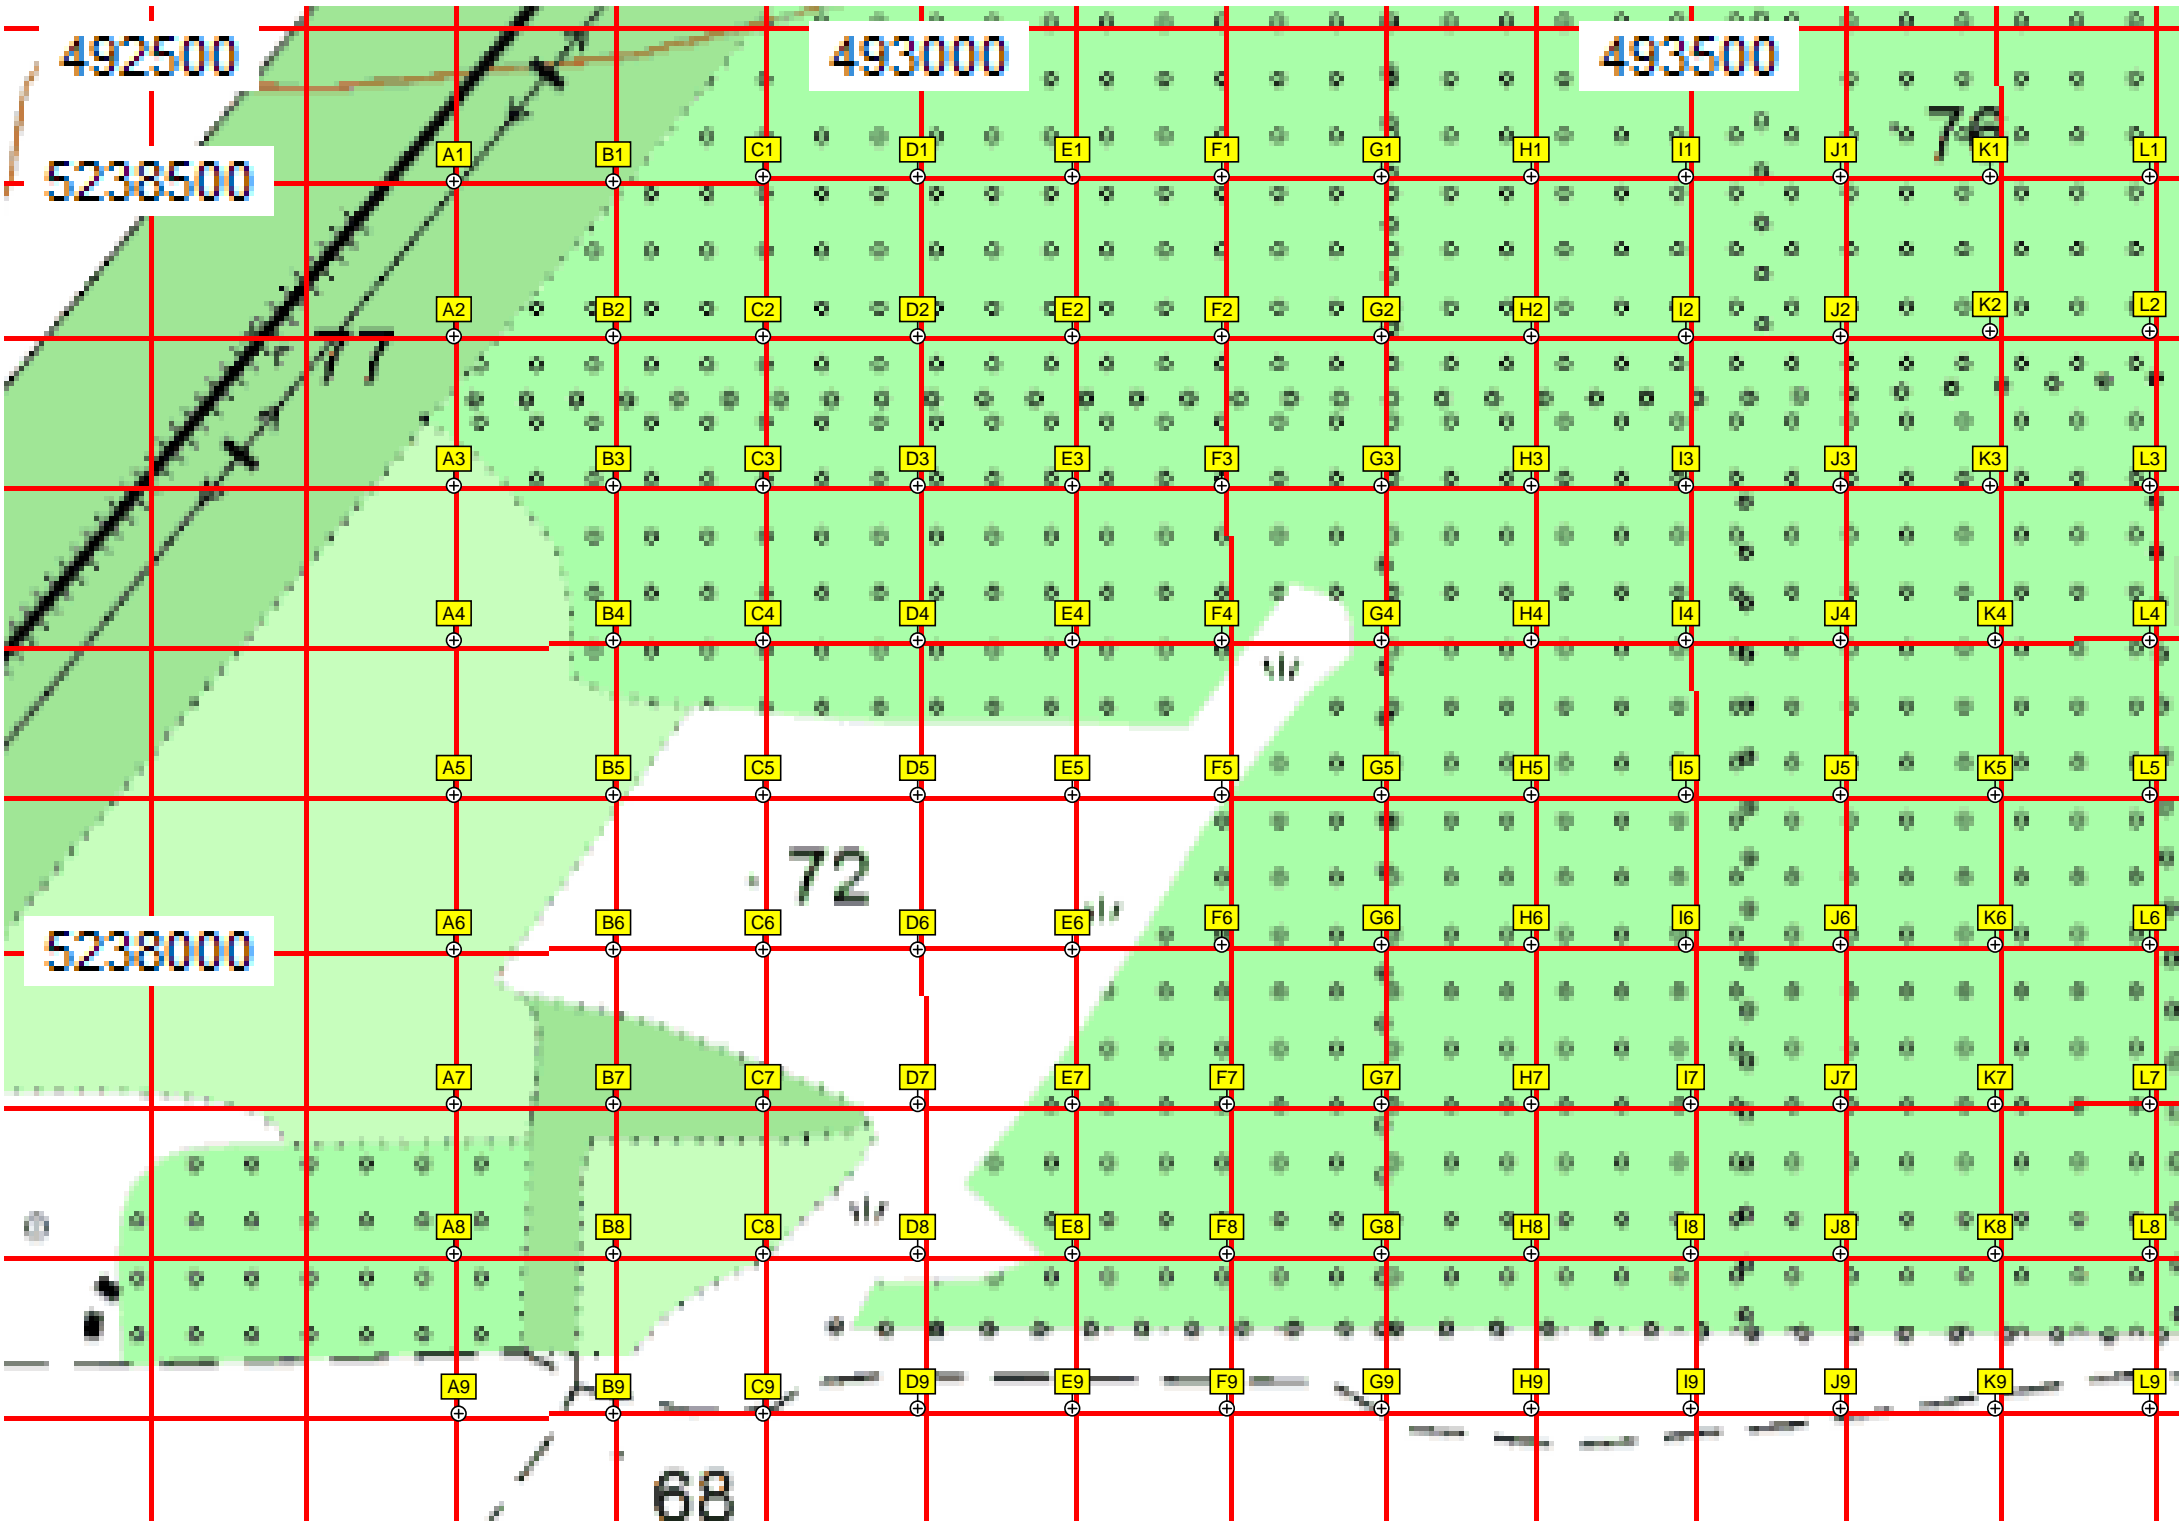 492500 493000 493500
76
A1 B1 C1 D1 E1 F1 G1 H1 I1 J1 K1 L1
5238500
A2 B2 C2 D2 E2 F2 G2 H2 I2 J2 K2 L2
77
A3 B3 C3 D3 E3 F3 G3 H3 I3 J3 K3 L3
A4 B4 C4 D4 E4 F4 G4 H4 I4 J4 K4 L4
A5 B5 C5 D5 E5 F5 G5 H5 I5 J5 K5 L5
72
A6 B6 C6 D6 E6 F6 G6 H6 I6 J6 K6 L6
5238000
A7 B7 C7 D7 E7 F7 G7 H7 I7 J7 K7 L7
A8 B8 C8 D8 E8 F8 G8 H8 I8 J8 K8 L8
A9 B9 C9 D9 E9 F9 G9 H9 I9 J9 K9 L9
68